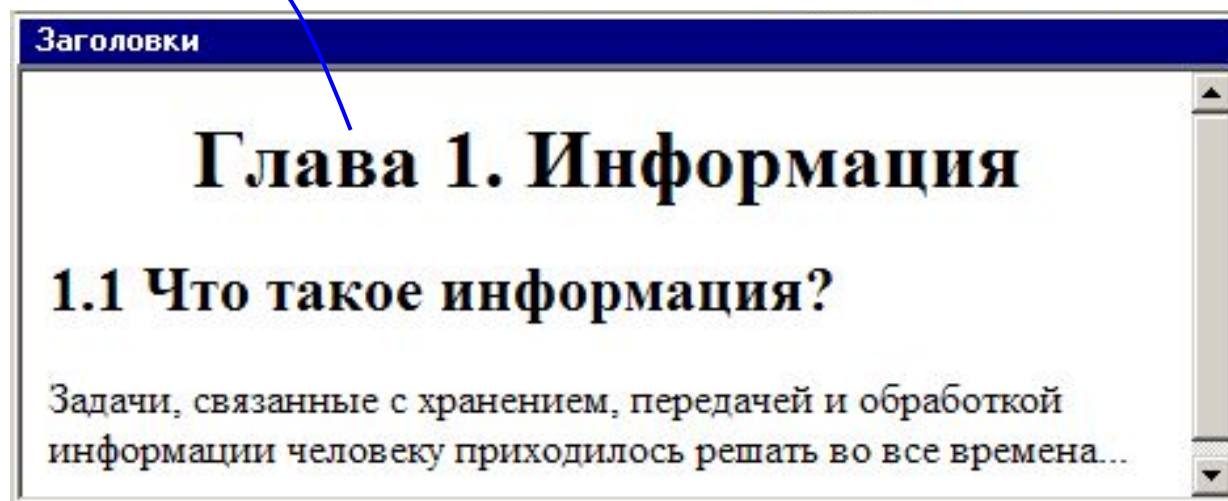 Заголовки
Глава 1. Информация
1.1 Что такое информация?
Задачи, связанные с хранением, передачей и обработкой
информации человеку приходилось решать во все времена...